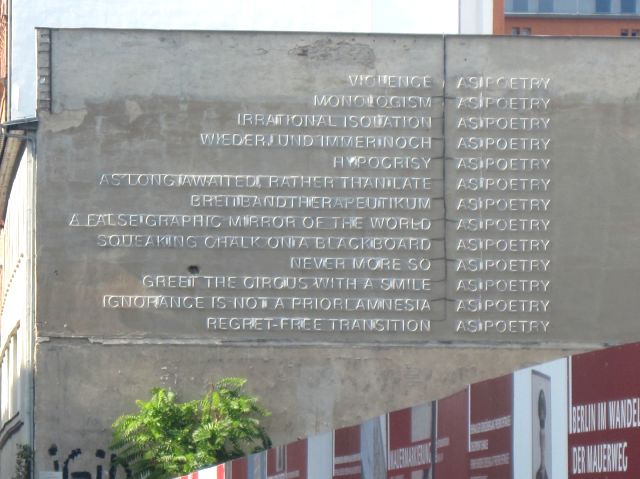 VIOLENCE AS POETRY
MONOLOGISM AS POETRY
IRRATIONAL ISOLATION AS POETRY
WIEDER UND IMMER NOCH AS POETRY
HYPOCRISY AS POETRY
AS LONG AWAITED, RATHER THAN LATE AS POETRY
BREITBANDTHERAPEUTIKUM AS POETRY
A FALSE GRAPHIC MIRROR OF THE WORLD AS POETRY
SQUEAKING CHALK ON A BLACKBOARD AS POETRY
NEVER MORE SO AS POETRY
GREET THE CIRCUS WITH A SMILE AS POETRY
IGNORANCE IS NOT A PRIORI AMNESIA AS POETRY
REGRET-FREE TRANSITION AS POETRY
BERLIN IM WANDEL
DER MAUERWEG
MAUERMARKIERUNG